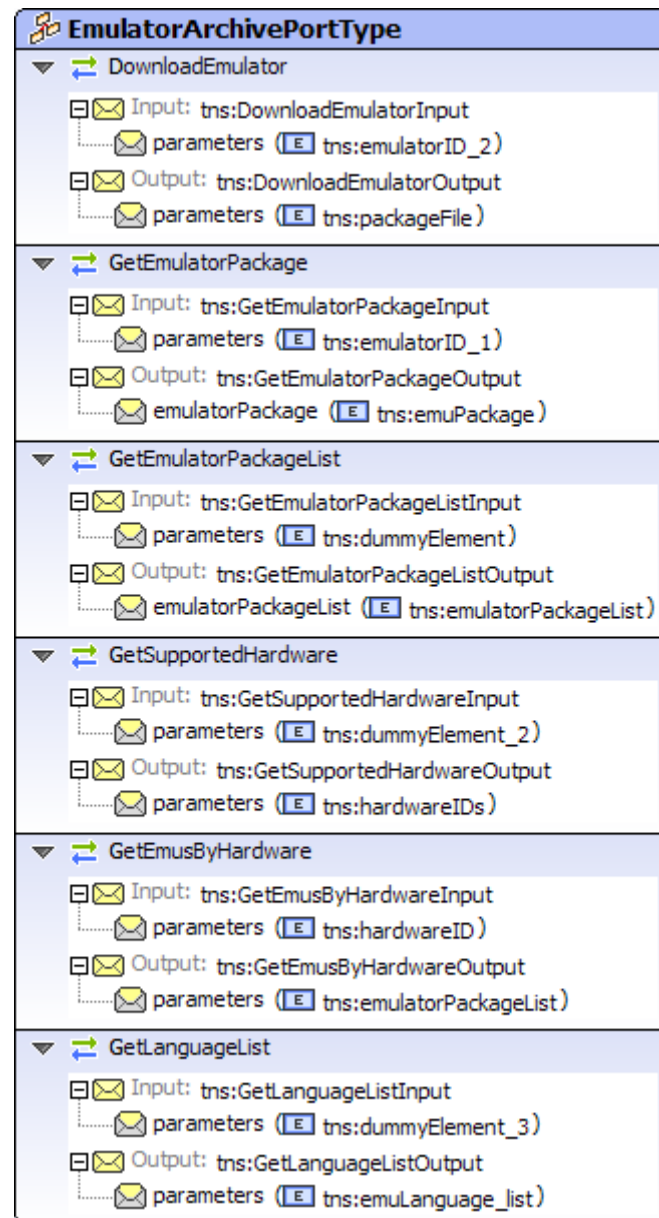 EmulatorArchivePortType
DownloadEmulator
Input: tns:DownloadEmulatorInput
parameters (E tns:emulatorID_2)
Output: tns:DownloadEmulatorOutput
parameters (E tns:packageFile)
GetEmulatorPackage
Input: tns:GetEmulatorPackageInput
parameters (E tns:emulatorID_1)
Output: tns:GetEmulatorPackageOutput
emulatorPackage (E tns:emuPackage)
GetEmulatorPackageList
Input: tns:GetEmulatorPackageListInput
parameters (E tns:dummyElement)
Output: tns:GetEmulatorPackageListOutput
emulatorPackageList (E tns:emulatorPackageList)
GetSupportedHardware
Input: tns:GetSupportedHardwareInput
parameters (E tns:dummyElement_2)
Output: tns:GetSupportedHardwareOutput
parameters (E tns:hardwareIDs)
GetEmusByHardware
Input: tns:GetEmusByHardwareInput
parameters (E tns:hardwareID)
Output: tns:GetEmusByHardwareOutput
parameters (E tns:emulatorPackageList)
GetLanguageList
Input: tns:GetLanguageListInput
parameters (E tns:dummyElement_3)
Output: tns:GetLanguageListOutput
parameters (E tns:emuLanguage_list)